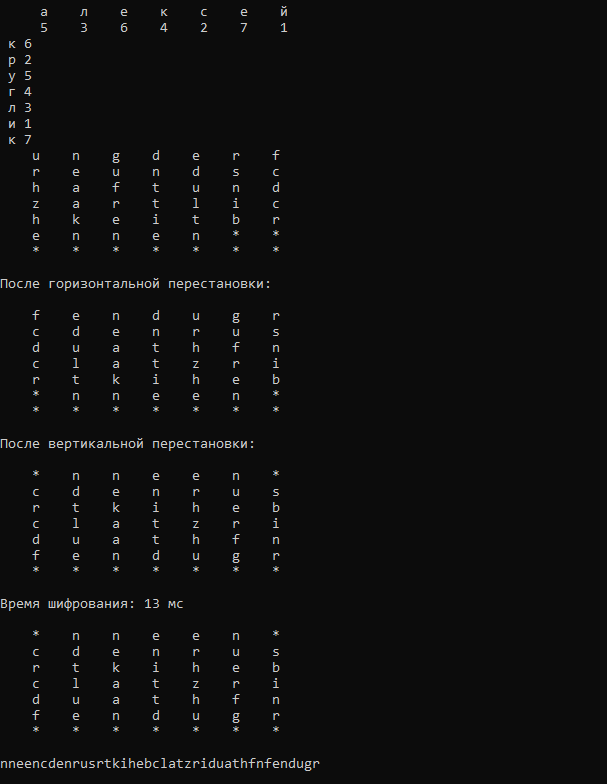 а л е к с е й
5 3 6 4 2 7 1
к 6
р 2
у 5
г 4
л 3
и 1
к 7
u n g d e r f
r e u n d s c
h a f t u n d
z a r t l i c
h k e i t b r
e n n e n * *
* * * * * * *
После горизонтальной перестановки:
f e n d u g r
c d e n r u s
d u a t h f n
c l a t z r i
r t k i h e b
* n n e e n *
* * * * * * *
После вертикальной перестановки:
* n n e e n *
c d e n r u s
r t k i h e b
c l a t z r i
d u a t h f n
f e n d u g r
* * * * * * *
Время шифрования: 13 мс
* n n e e n *
c d e n r u s
r t k i h e b
c l a t z r i
d u a t h f n
f e n d u g r
* * * * * * *
nneencdenrusrtkihebclatzriduathfnfendugr